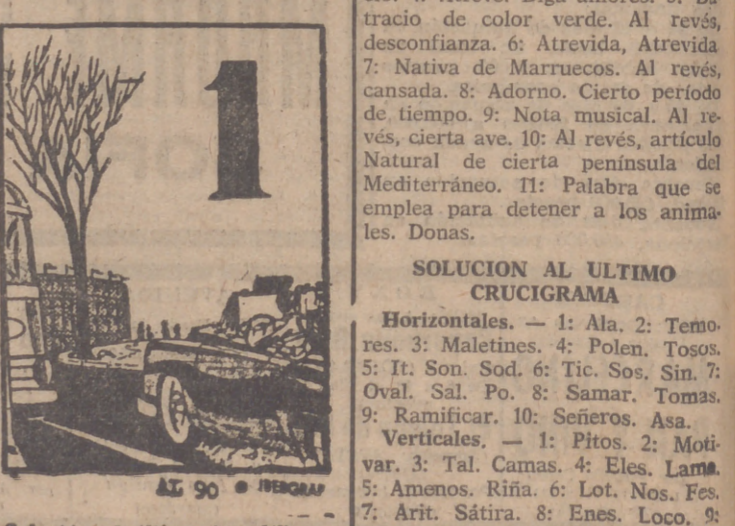 1
AL 90 IBERGRAF
tracio de color verde. Al revés,
desconfianza. 6: Atrevida, Atrevida
7: Nativa de Marruecos. Al revés,
cansada. 8: Adorno. Cierto período
de tiempo. 9: Nota musical. Al re-
vés, cierta ave. 10: Al revés, artículo
Natural de cierta península del
Mediterráneo. 11: Palabra que se
emplea para detener a los anima-
les. Donas.
SOLUCION AL ULTIMO
CRUCIGRAMA
Horizontales. — 1: Ala. 2: Temo-
res. 3: Maletines. 4: Polen. Tosos.
5: It. Son. Sod. 6: Tic. Sos. Sin. 7:
Oval. Sal. Po. 8: Samar. Tomas.
9: Ramificar. 10: Señeros. Asa.
Verticales. — 1: Pitos. 2: Moti-
var. 3: Tal. Camas. 4: Eles. Lama.
5: Amenos. Riña. 6: Lot. Nos. Fes.
7: Arit. Sátira. 8: Enes. Loco. 9: